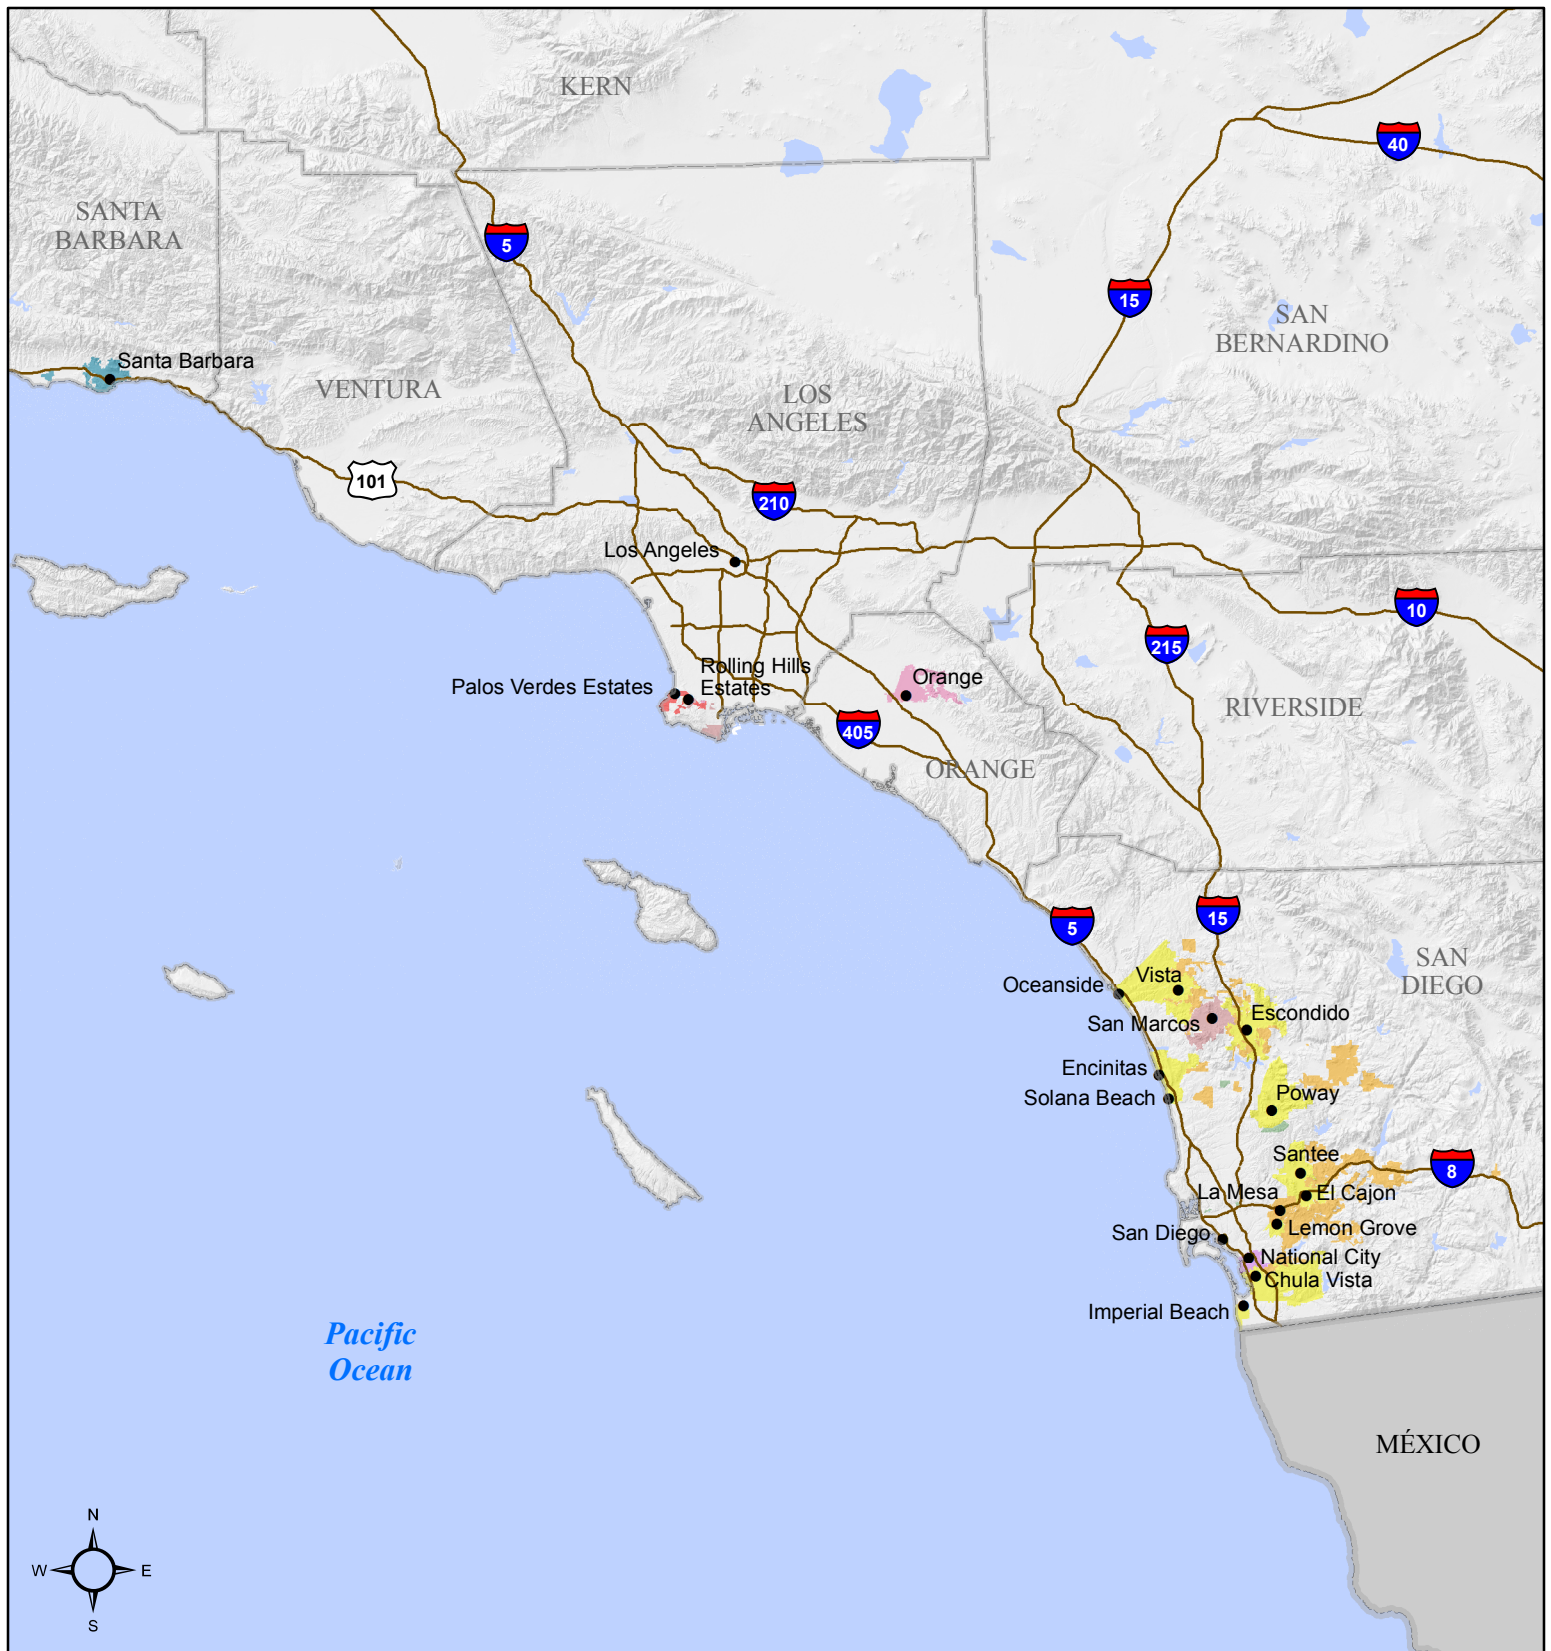 KERN
40
SANTA
BARBARA
5
15
SAN
BERNARDINO
Santa Barbara
VENTURA
LOS
ANGELES
101
210
Los Angeles
10
215
Rolling Hills
Estates
Palos Verdes Estates
Orange
RIVERSIDE
405
ORANGE
5
15
SAN
DIEGO
Oceanside
Vista
San Marcos
Escondido
Encinitas
Solana Beach
Poway
Santee
8
La Mesa
El Cajon
San Diego
Lemon Grove
National City
Chula Vista
Imperial Beach
Pacific
Ocean
MÉXICO
N
W
E
S